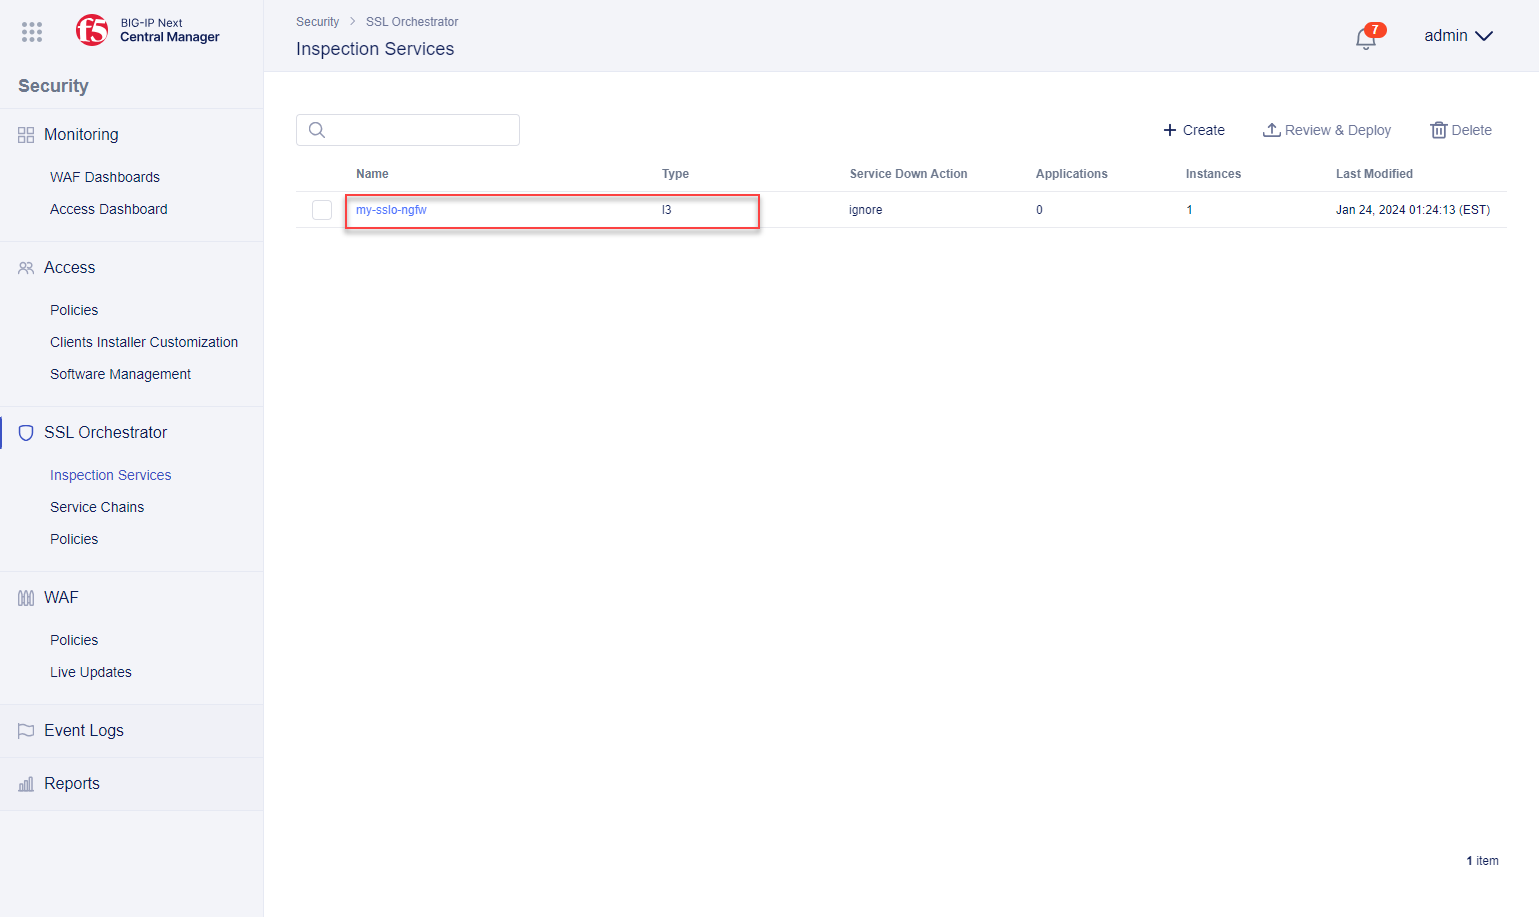 f5
BIG-IP Next
Central Manager
Security
Monitoring
WAF Dashboards
Access Dashboard
Access
Policies
Clients Installer Customization
Software Management
SSL Orchestrator
Inspection Services
Service Chains
Policies
WAF
Policies
Live Updates
Event Logs
Reports
Security > SSL Orchestrator
Inspection Services
7
admin
Create Review & Deploy Delete
Name Type Service Down Action Applications Instances Last Modified
my-sslo-ngfw l3 ignore 0 1 Jan 24, 2024 01:24:13 (EST)
1 item